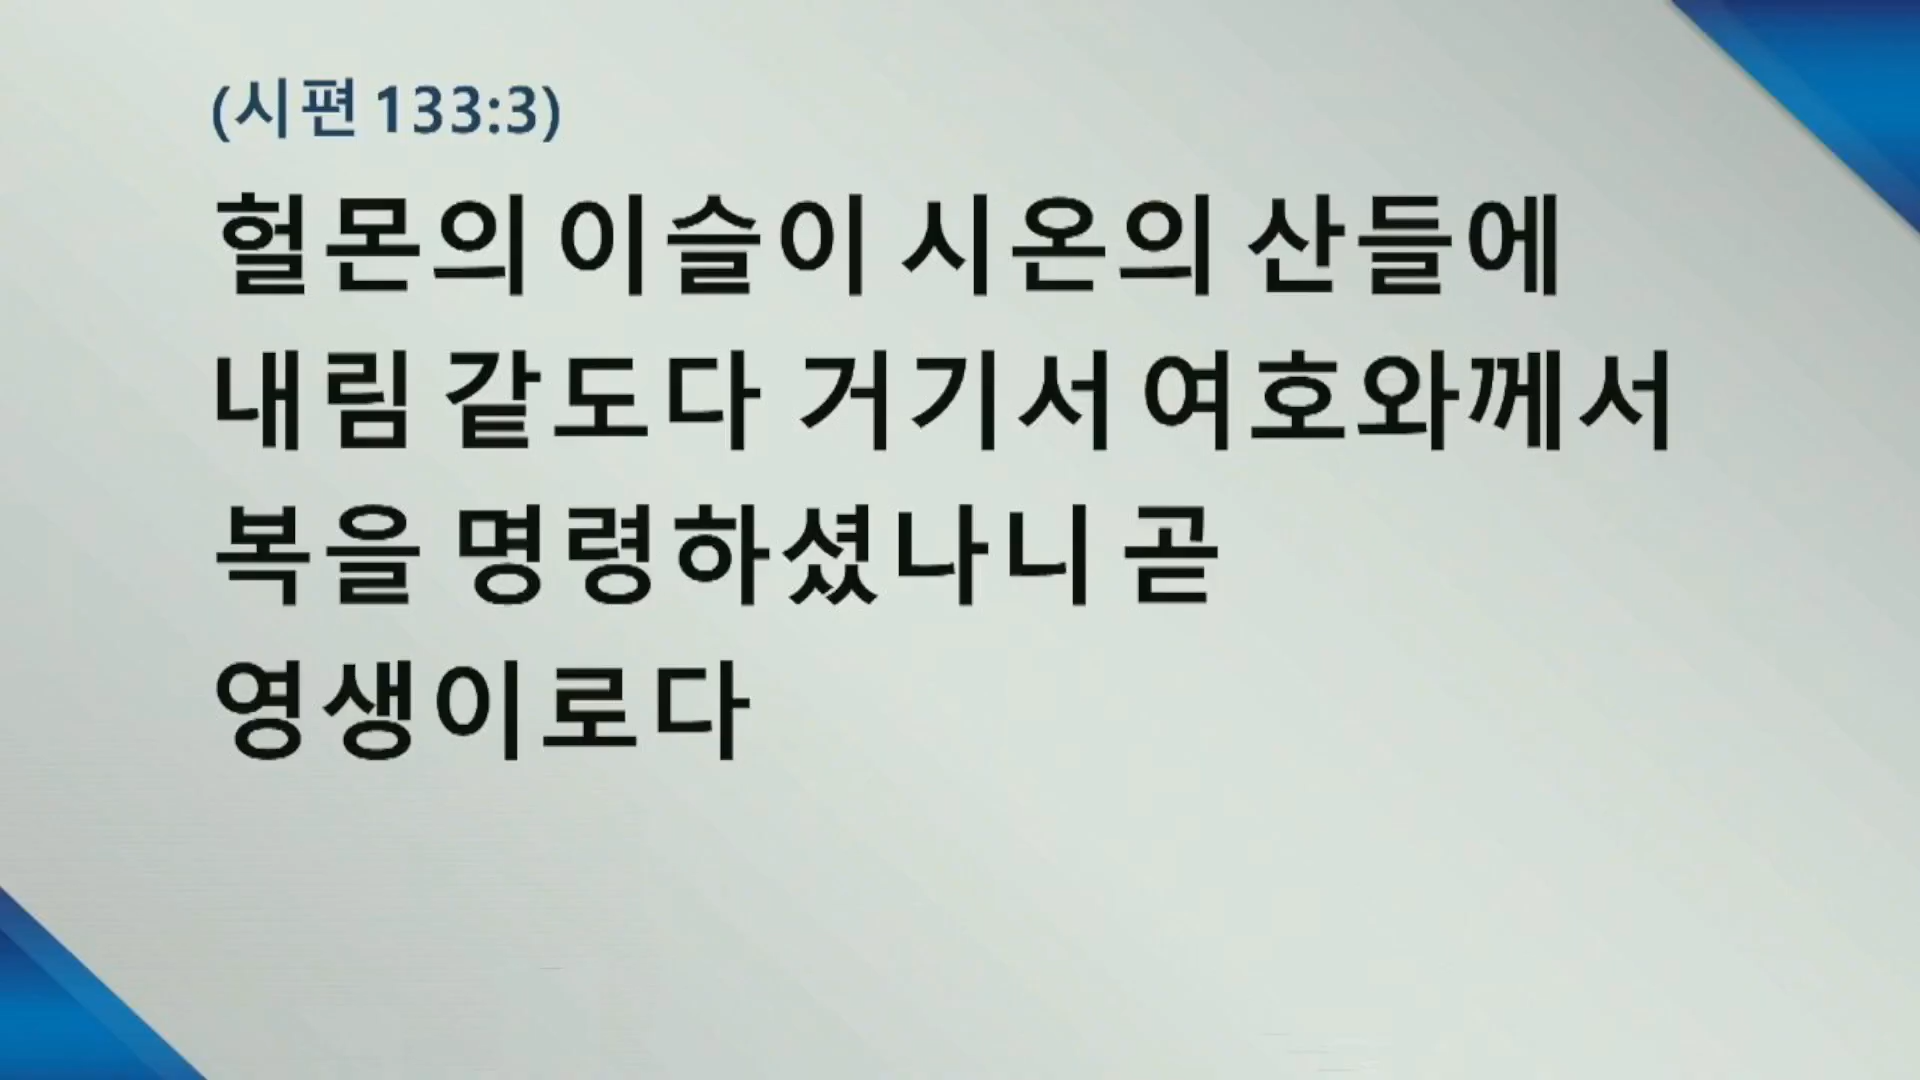 (시편 133:3)
헐몬의 이슬이 시온의 산들에
내림 같도다 거기서 여호와께서
복을 명령하셨나니 곧
영생이로다